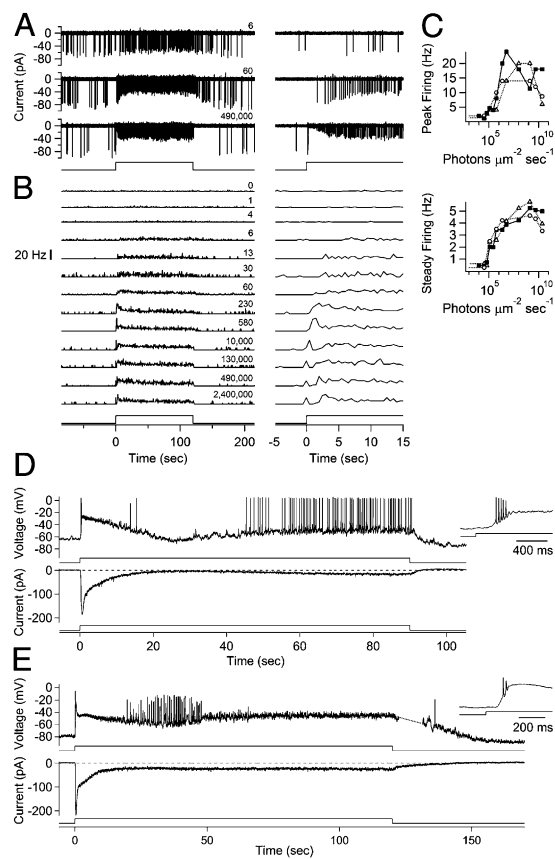 A
Current (pA)
0
-40
-80
6
0
-40
-80
60
0
-40
-80
490,000
B
20 Hz
0
1
4
6
13
30
60
230
580
10,000
130,000
490,000
2,400,000
0 100 200
Time (sec)
-5 0 5 10 15
Time (sec)
C
Peak Firing (Hz)
20
15
10
5
10^5 10^10
Photons μm^-2 sec^-1
Steady Firing (Hz)
5
4
3
2
1
10^5 10^10
Photons μm^-2 sec^-1
D
Voltage (mV)
0
-20
-40
-60
-80
400 ms
Current (pA)
0
-100
-200
0 20 40 60 80 100
Time (sec)
E
Voltage (mV)
0
-20
-40
-60
-80
200 ms
Current (pA)
0
-100
-200
0 50 100 150
Time (sec)